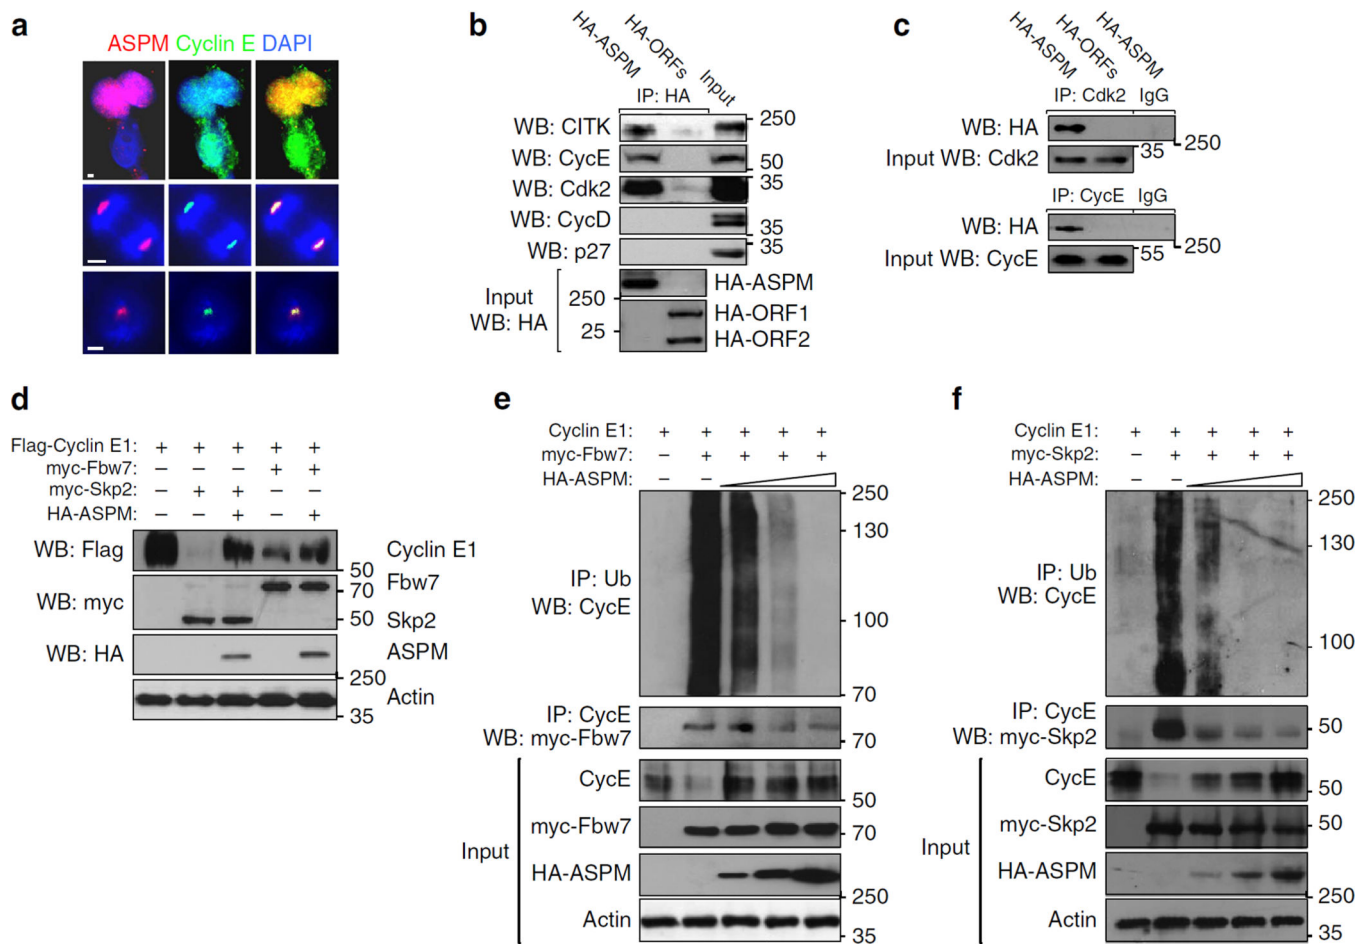 a
ASPM Cyclin E DAPI
b
HA-ASPM
HA-ORFs
Input
IP: HA
WB: CITK
250
WB: CycE
50
WB: Cdk2
35
WB: CycD
35
WB: p27
35
Input
WB: HA
250
25
HA-ASPM
HA-ORF1
HA-ORF2
c
HA-ASPM
HA-ORFs
HA-ASPM
IP: Cdk2 IgG
WB: HA
250
Input WB: Cdk2
35
IP: CycE IgG
WB: HA
250
Input WB: CycE
55
d
Flag-Cyclin E1: + + + + +
myc-Fbw7: – – – + +
myc-Skp2: – + + – –
HA-ASPM: – – + – +
WB: Flag
50
Cyclin E1
WB: myc
70
50
Fbw7
Skp2
WB: HA
250
ASPM
35
Actin
e
Cyclin E1: + + + + +
myc-Fbw7: – + + + +
HA-ASPM: – –
IP: Ub
WB: CycE
250
130
100
70
IP: CycE
WB: myc-Fbw7
70
Input
CycE
50
myc-Fbw7
70
HA-ASPM
250
Actin
35
f
Cyclin E1: + + + + +
myc-Skp2: – + + + +
HA-ASPM: – –
IP: Ub
WB: CycE
250
130
100
IP: CycE
WB: myc-Skp2
50
Input
CycE
50
myc-Skp2
50
HA-ASPM
250
Actin
35